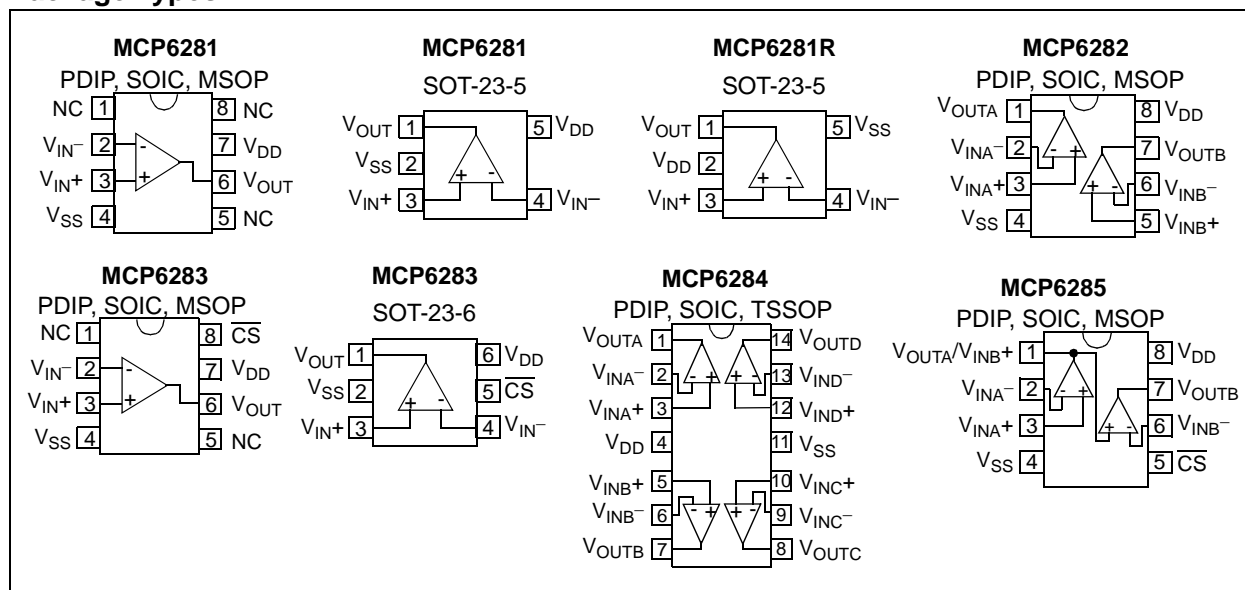 MCP6281
PDIP, SOIC, MSOP
NC 1 8 NC
VIN– 2 7 VDD
VIN+ 3 6 VOUT
VSS 4 5 NC
- +
MCP6281
SOT-23-5
VOUT 1 5 VDD
VSS 2
VIN+ 3 4 VIN–
+ -
MCP6281R
SOT-23-5
VOUT 1 5 VSS
VDD 2
VIN+ 3 4 VIN–
+ -
MCP6282
PDIP, SOIC, MSOP
VOUTA 1 8 VDD
VINA– 2 7 VOUTB
VINA+ 3 6 VINB–
VSS 4 5 VINB+
- + + -
MCP6283
PDIP, SOIC, MSOP
NC 1 8 CS
VIN– 2 7 VDD
VIN+ 3 6 VOUT
VSS 4 5 NC
- +
MCP6283
SOT-23-6
VOUT 1 6 VDD
VSS 2 5 CS
VIN+ 3 4 VIN–
+ -
MCP6284
PDIP, SOIC, TSSOP
VOUTA 1 14 VOUTD
VINA– 2 13 VIND–
VINA+ 3 12 VIND+
VDD 4 11 VSS
VINB+ 5 10 VINC+
VINB– 6 9 VINC–
VOUTB 7 8 VOUTC
- + + -
- + + -
MCP6285
PDIP, SOIC, MSOP
VOUTA/VINB+ 1 8 VDD
VINA– 2 7 VOUTB
VINA+ 3 6 VINB–
VSS 4 5 CS
- + + -